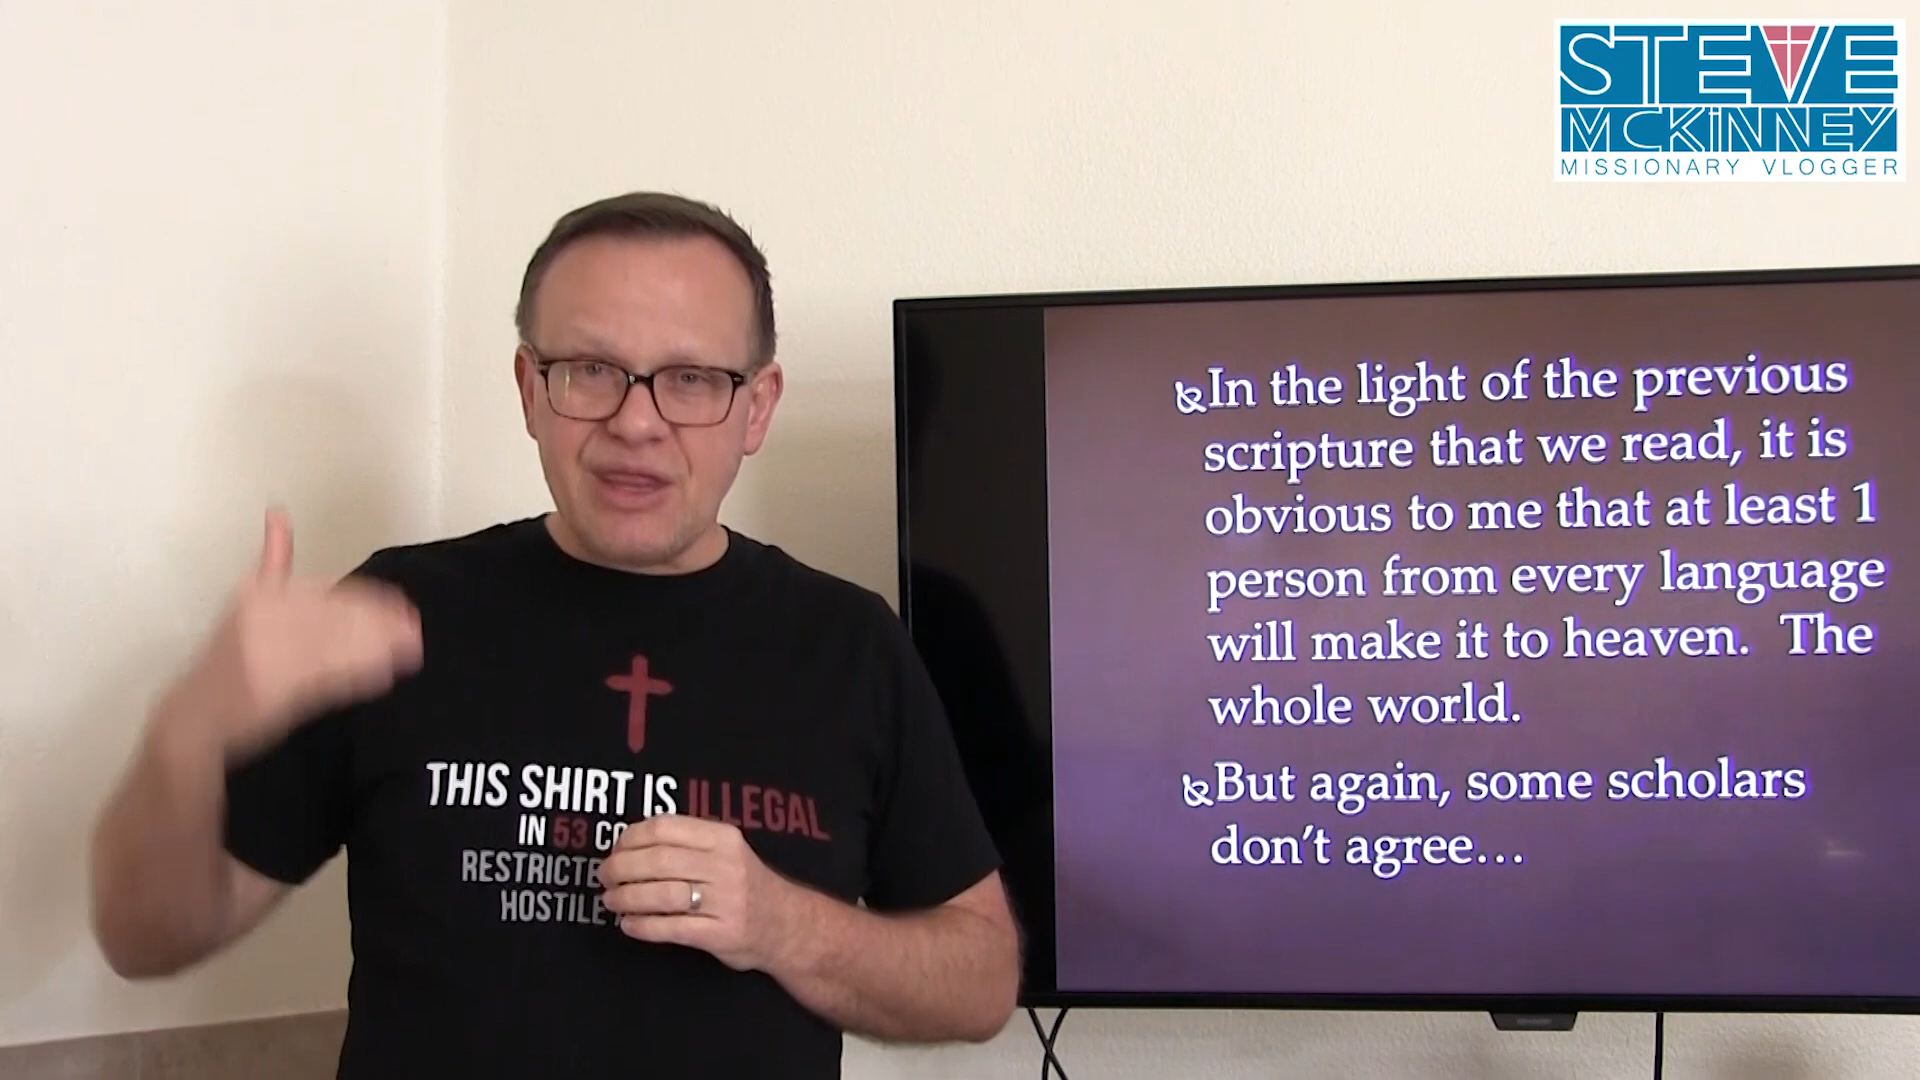 STEVE
MCKINNEY
MISSIONARY VLOGGER
In the light of the previous
scripture that we read, it is
obvious to me that at least 1
person from every language
will make it to heaven. The
whole world.
But again, some scholars
don't agree...
THIS SHIRT IS ILLEGAL
IN 53
HOSTILE